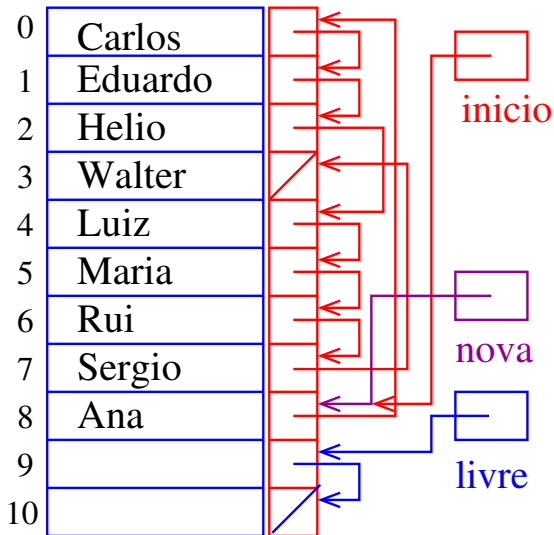 0 Carlos
1 Eduardo
inicio
2 Helio
3 Walter
4 Luiz
5 Maria
6 Rui
nova
7 Sergio
8 Ana
9
livre
10